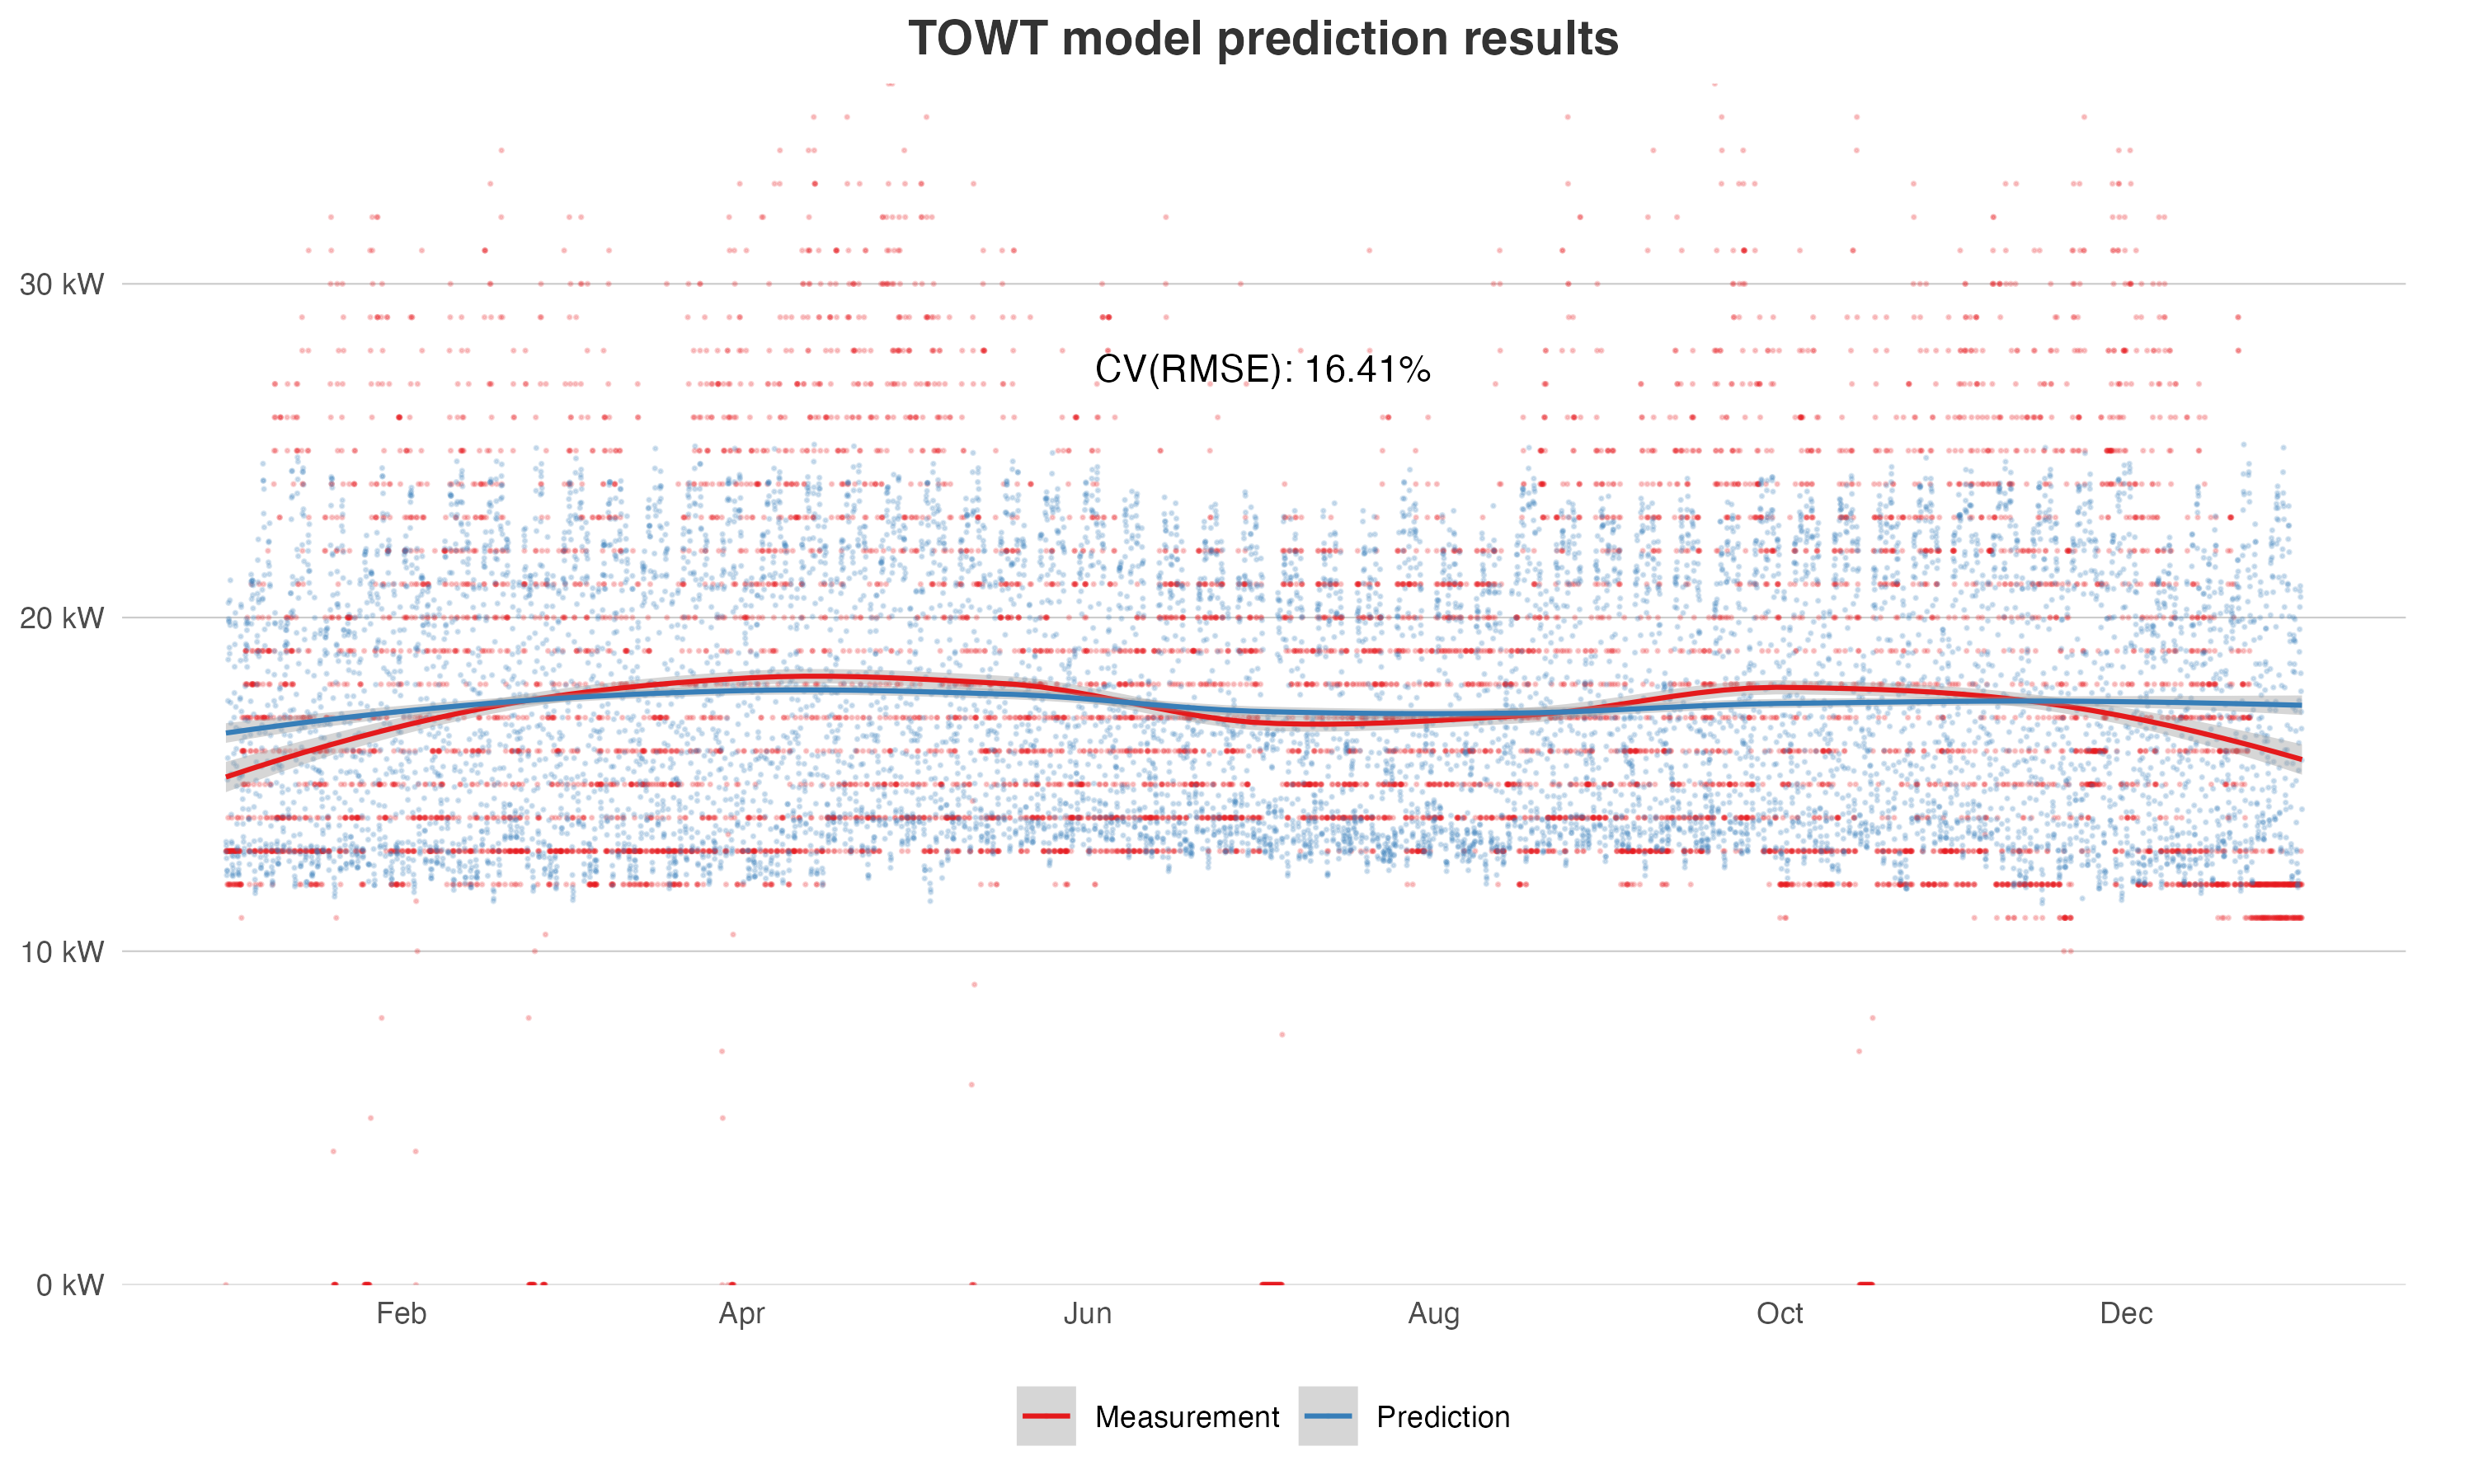 TOWT model prediction results
30 kW
CV(RMSE): 16.41%
20 kW
10 kW
0 kW
Feb Apr Jun Aug Oct Dec
Measurement Prediction